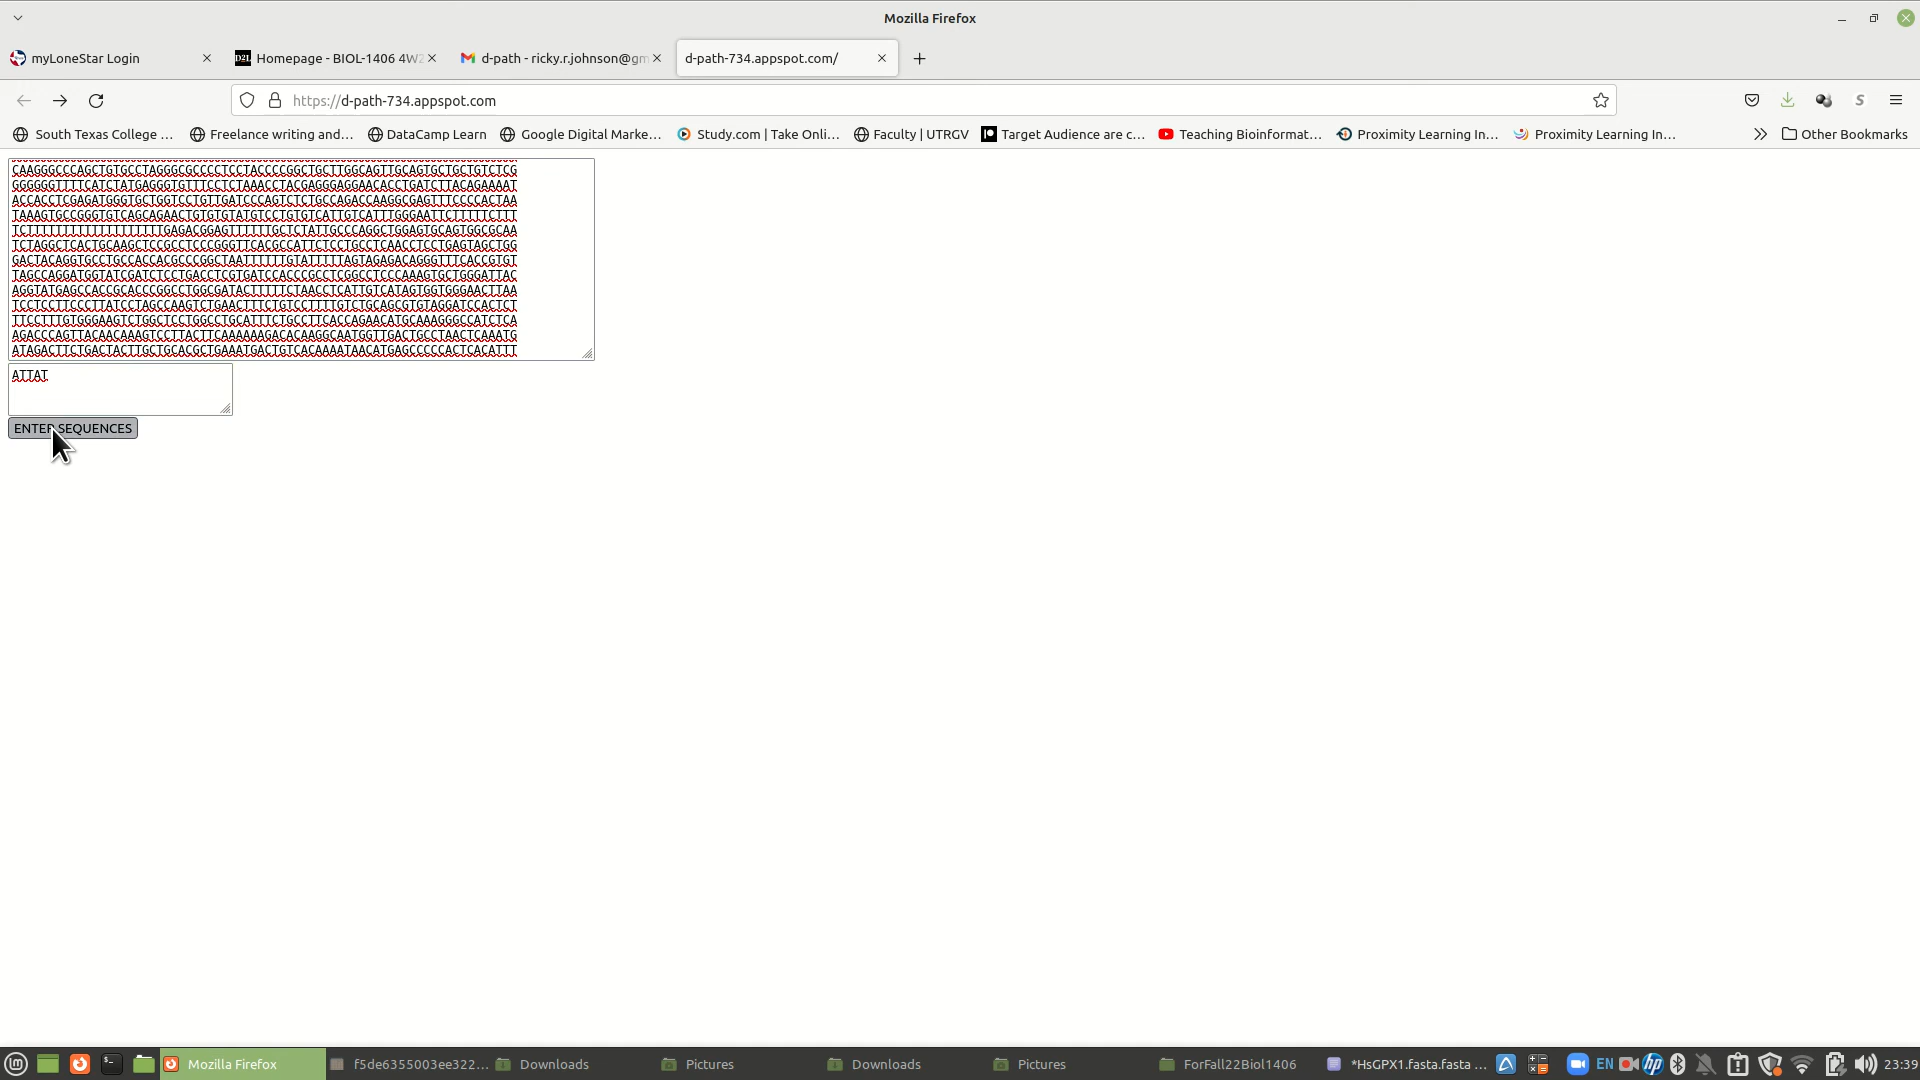 Mozilla Firefox
myLoneStar Login
Homepage - BIOL-1406 4W2
d-path - ricky.r.johnson@gm
d-path-734.appspot.com/
https://d-path-734.appspot.com
South Texas College ...
Freelance writing and...
DataCamp Learn
Google Digital Marke...
Study.com | Take Onli...
Faculty | UTRGV
Target Audience are c...
Teaching Bioinformat...
Proximity Learning In...
Proximity Learning In...
Other Bookmarks
CAAGGGCCCAGCTGTGCCTAGGGCGCCCCTCCTACCCCGGCTGCTTGGCAGTTGCAGTGCTGCTGTCTCG
GGGGGGTTTTCATCTATGAGGGTGTTTCCTCTAAACCTACGAGGGAGGAACACCTGATCTTACAGAAAAT
ACCACCTCGAGATGGGTGCTGGTCCTGTTGATCCCAGTCTCTGCCAGACCAAGGCGAGTTTCCCCACTAA
TAAAGTGCCGGGTGTCAGCAGAACTGTGTGTATGTCCTGTGTCATTGTCATTTGGGAATTCTTTTTCTTT
TCTTTTTTTTTTTTTTTTTTTGAGACGGAGTTTTTTGCTCTATTGCCCAGGCTGGAGTGCAGTGGCGCAA
TCTAGGCTCACTGCAAGCTCCGCCTCCCGGGTTCACGCCATTCTCCTGCCTCAACCTCCTGAGTAGCTGG
GACTACAGGTGCCTGCCACCACGCCCGGCTAATTTTTTGTATTTTTAGTAGAGACAGGGTTTCACCGTGT
TAGCCAGGATGGTATCGATCTCCTGACCTCGTGATCCACCCGCCTCGGCCTCCCAAAGTGCTGGGATTAC
AGGTATGAGCCACCGCACCCGGCCTGGCGATACTTTTTCTAACCTCATTGTCATAGTGGTGGGAACTTAA
TCCTCCTTCCCTTATCCTAGCCAAGTCTGAACTTTCTGTCCTTTTGTCTGCAGCGTGTAGGATCCACTCT
TTCCTTTGTGGGAAGTCTGGCTCCTGGCCTGCATTTCTGCCTTCACCAGAACATGCAAAGGGCCATCTCA
AGACCCAGTTACAACAAAGTCCTTACTTCAAAAAAGACACAAGGCAATGGTTGACTGCCTAACTCAAATG
ATAGACTTCTGACTACTTGCTGCACGCTGAAATGACTGTCACAAAATAACATGAGCCCCCACTCACATTT
ATTAT
ENTER SEQUENCES
Mozilla Firefox
f5de6355003ee322...
Downloads
Pictures
Downloads
Pictures
ForFall22Biol1406
*HsGPX1.fasta.fasta ...
EN
23:39